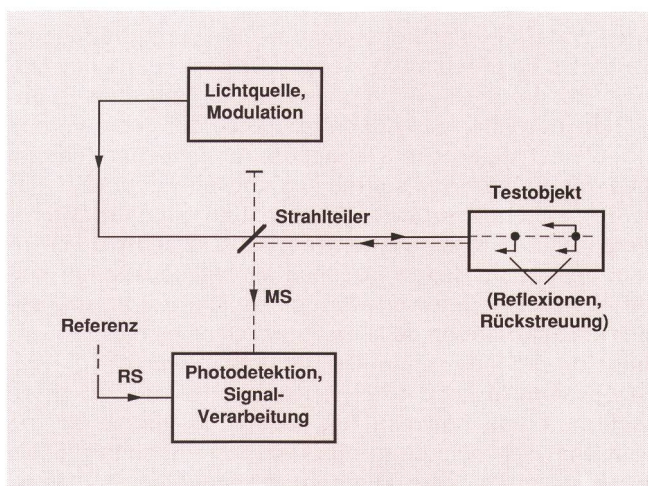 Lichtquelle,
Modulation
Testobjekt
Strahlteiler
MS
(Reflexionen,
Rückstreuung)
Referenz
RS
Photodetektion,
Signal-
Verarbeitung